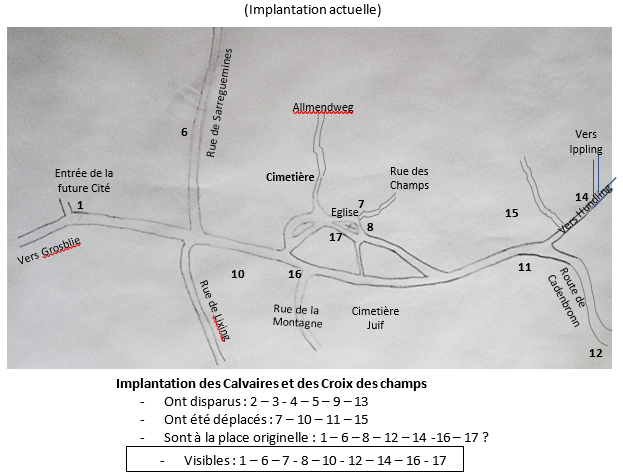 (Implantation actuelle)
Rue de Sarreguemines
Allmendweg
6
Vers
Ippling
Entrée de la
future Cité
Cimetière
Rue des
Champs
14
1
7
Eglise
15
Vers Hundling
8
17
Vers Grosblie
10
16
11
Rue de Lixing
Rue de la
Montagne
Cimetière
Juif
Route de
Cadenbronn
12
Implantation des Calvaires et des Croix des champs
- Ont disparus : 2 – 3 - 4 – 5 – 9 – 13
- Ont été déplacés : 7 – 10 – 11 – 15
- Sont à la place originelle : 1 – 6 – 8 – 12 – 14 -16 – 17 ?
- Visibles : 1 – 6 – 7 - 8 – 10 - 12 – 14 – 16 - 17